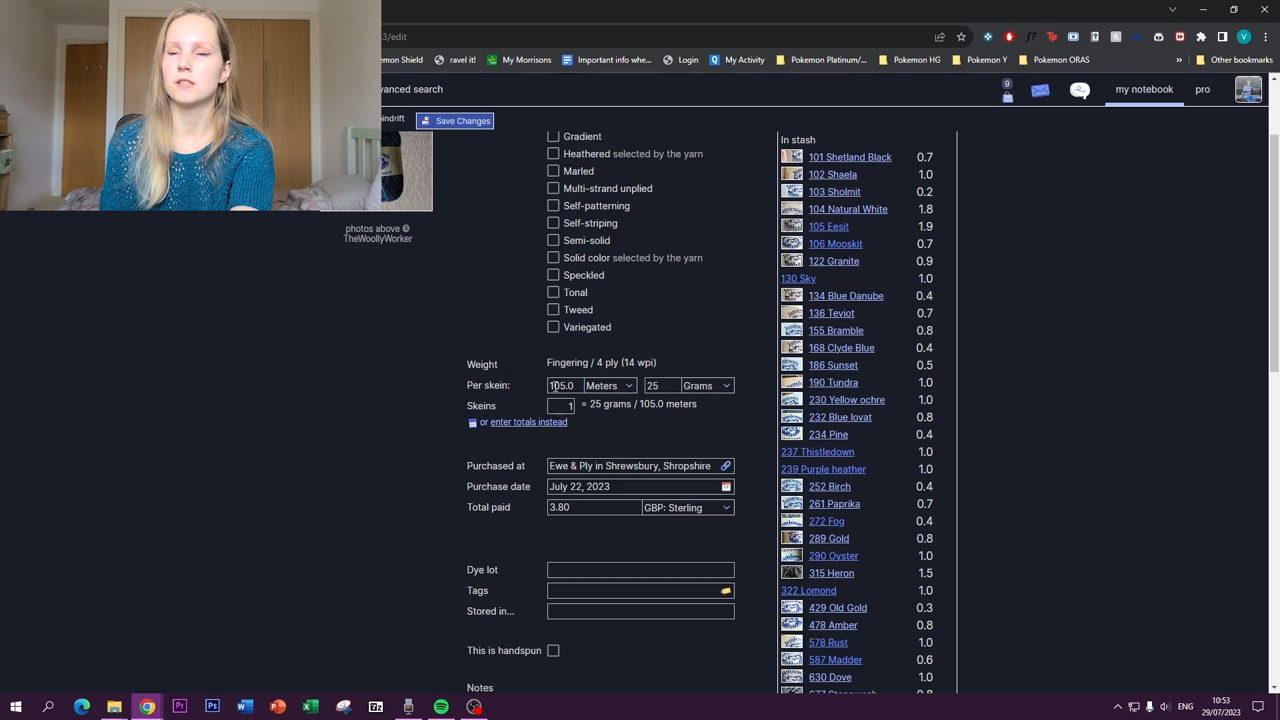 3/edit
Pokemon Shield
Ravel it!
My Morrisons
Important info whe...
Login
My Activity
Pokemon Platinum/...
Pokemon HG
Pokemon Y
Pokemon ORAS
»
Other bookmarks
V
dvanced search
9
my notebook
pro
pindrift
Save Changes
photos above ©
TheWoollyWorker
Gradient
Heathered selected by the yarn
Marled
Multi-strand unplied
Self-patterning
Self-striping
Semi-solid
Solid color selected by the yarn
Speckled
Tonal
Tweed
Variegated
Weight Fingering / 4 ply (14 wpi)
Per skein: 105.0 Meters 25 Grams
Skeins 1 = 25 grams / 105.0 meters
or enter totals instead
Purchased at Ewe & Ply in Shrewsbury, Shropshire
Purchase date July 22, 2023
Total paid 3.80 GBP: Sterling
Dye lot
Tags
Stored in...
This is handspun
Notes
In stash
101 Shetland Black 0.7
102 Shaela 1.0
103 Sholmit 0.2
104 Natural White 1.8
105 Eesit 1.9
106 Mooskit 0.7
122 Granite 0.9
130 Sky 1.0
134 Blue Danube 0.4
136 Teviot 0.7
155 Bramble 0.8
168 Clyde Blue 0.4
186 Sunset 0.5
190 Tundra 0.4
230 Yellow ochre 0.4
232 Blue lovat 0.8
234 Pine 0.4
237 Thistledown 1.0
239 Purple heather 1.0
252 Birch 0.4
261 Paprika 0.7
272 Fog 0.4
289 Gold 0.8
290 Oyster 1.0
315 Heron 1.5
322 Lomond 1.0
429 Old Gold 0.3
478 Amber 0.8
578 Rust 1.0
587 Madder 0.6
630 Dove 1.0
ENG
10:53
29/07/2023